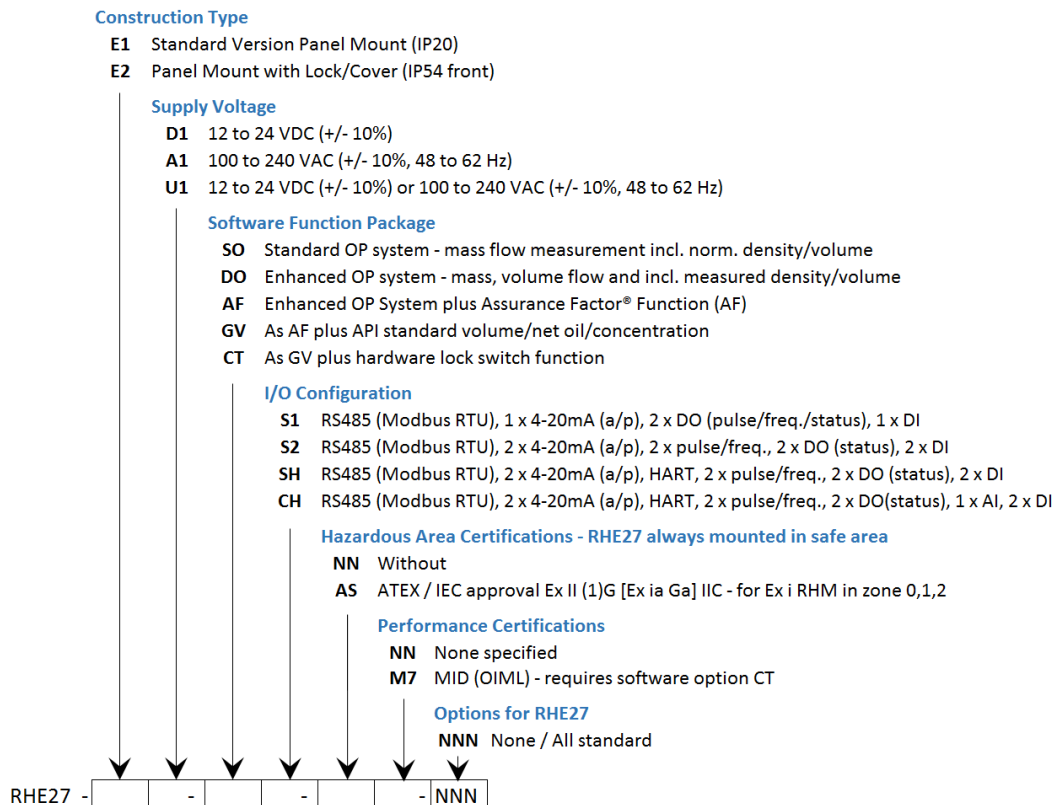 Construction Type
E1 Standard Version Panel Mount (IP20)
E2 Panel Mount with Lock/Cover (IP54 front)
Supply Voltage
D1 12 to 24 VDC (+/- 10%)
A1 100 to 240 VAC (+/- 10%, 48 to 62 Hz)
U1 12 to 24 VDC (+/- 10%) or 100 to 240 VAC (+/- 10%, 48 to 62 Hz)
Software Function Package
SO Standard OP system - mass flow measurement incl. norm. density/volume
DO Enhanced OP system - mass, volume flow and incl. measured density/volume
AF Enhanced OP System plus Assurance Factor® Function (AF)
GV As AF plus API standard volume/net oil/concentration
CT As GV plus hardware lock switch function
I/O Configuration
S1 RS485 (Modbus RTU), 1 x 4-20mA (a/p), 2 x DO (pulse/freq./status), 1 x DI
S2 RS485 (Modbus RTU), 2 x 4-20mA (a/p), 2 x pulse/freq., 2 x DO (status), 2 x DI
SH RS485 (Modbus RTU), 2 x 4-20mA (a/p), HART, 2 x pulse/freq., 2 x DO (status), 2 x DI
CH RS485 (Modbus RTU), 2 x 4-20mA (a/p), HART, 2 x pulse/freq., 2 x DO(status), 1 x AI, 2 x DI
Hazardous Area Certifications - RHE27 always mounted in safe area
NN Without
AS ATEX / IEC approval Ex II (1)G [Ex ia Ga] IIC - for Ex i RHM in zone 0,1,2
Performance Certifications
NN None specified
M7 MID (OIML) - requires software option CT
Options for RHE27
NNN None / All standard
RHE27 - - - - NNN